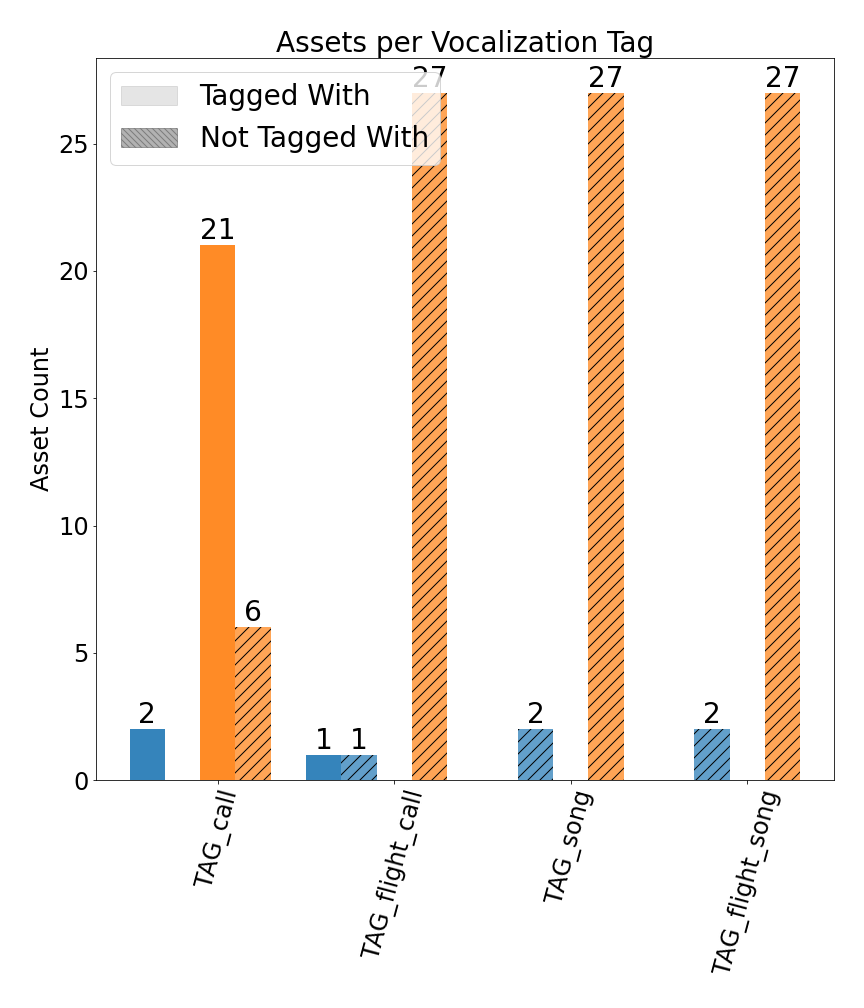 Assets per Vocalization Tag
Tagged With
Not Tagged With
27
27
27
21
6
2
1
1
2
2
Asset Count
25
20
15
10
5
0
TAG_call
TAG_flight_call
TAG_song
TAG_flight_song